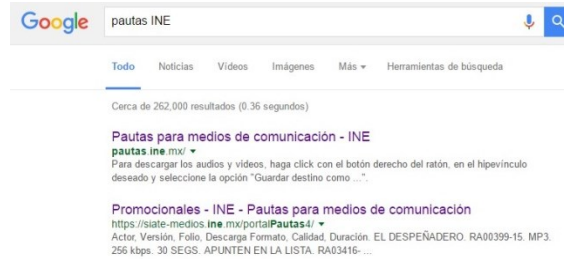 Google pautas INE
Todo Noticias Vídeos Imágenes Más Herramientas de búsqueda
Cerca de 262,000 resultados (0.36 segundos)
Pautas para medios de comunicación - INE
pautas.ine.mx/
Para descargar los audios y videos, haga click con el botón derecho del ratón, en el hipevínculo
deseado y seleccione la opción "Guardar destino como ...".
Promocionales - INE - Pautas para medios de comunicación
https://siate-medios.ine.mx/portalPautas4/
Actor, Versión, Folio, Descarga Formato, Calidad, Duración. EL DESPEÑADERO. RA00399-15. MP3.
256 kbps. 30 SEGS. APUNTEN EN LA LISTA. RA03416- ...